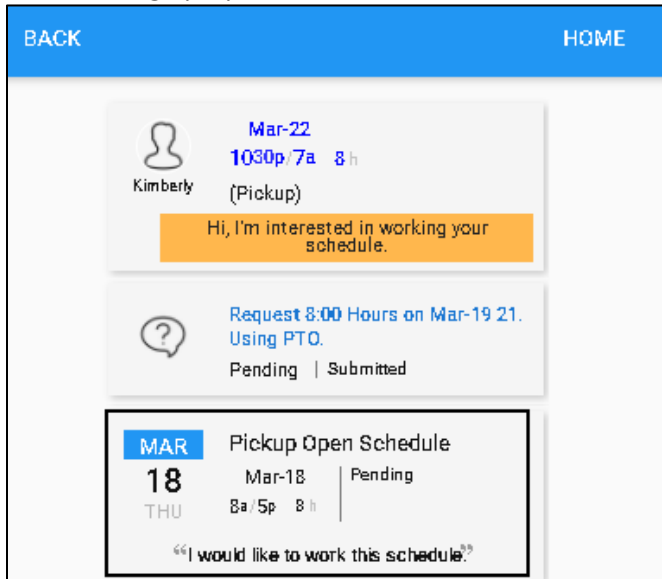 BACK HOME
Mar-22
1030p/7a 8 h
Kimberly
(Pickup)
Hi, I'm interested in working your
schedule.
Request 8:00 Hours on Mar-19 21.
Using PTO.
Pending | Submitted
MAR Pickup Open Schedule
18 Mar-18 Pending
THU 8a/5p 8 h
“I would like to work this schedule.”